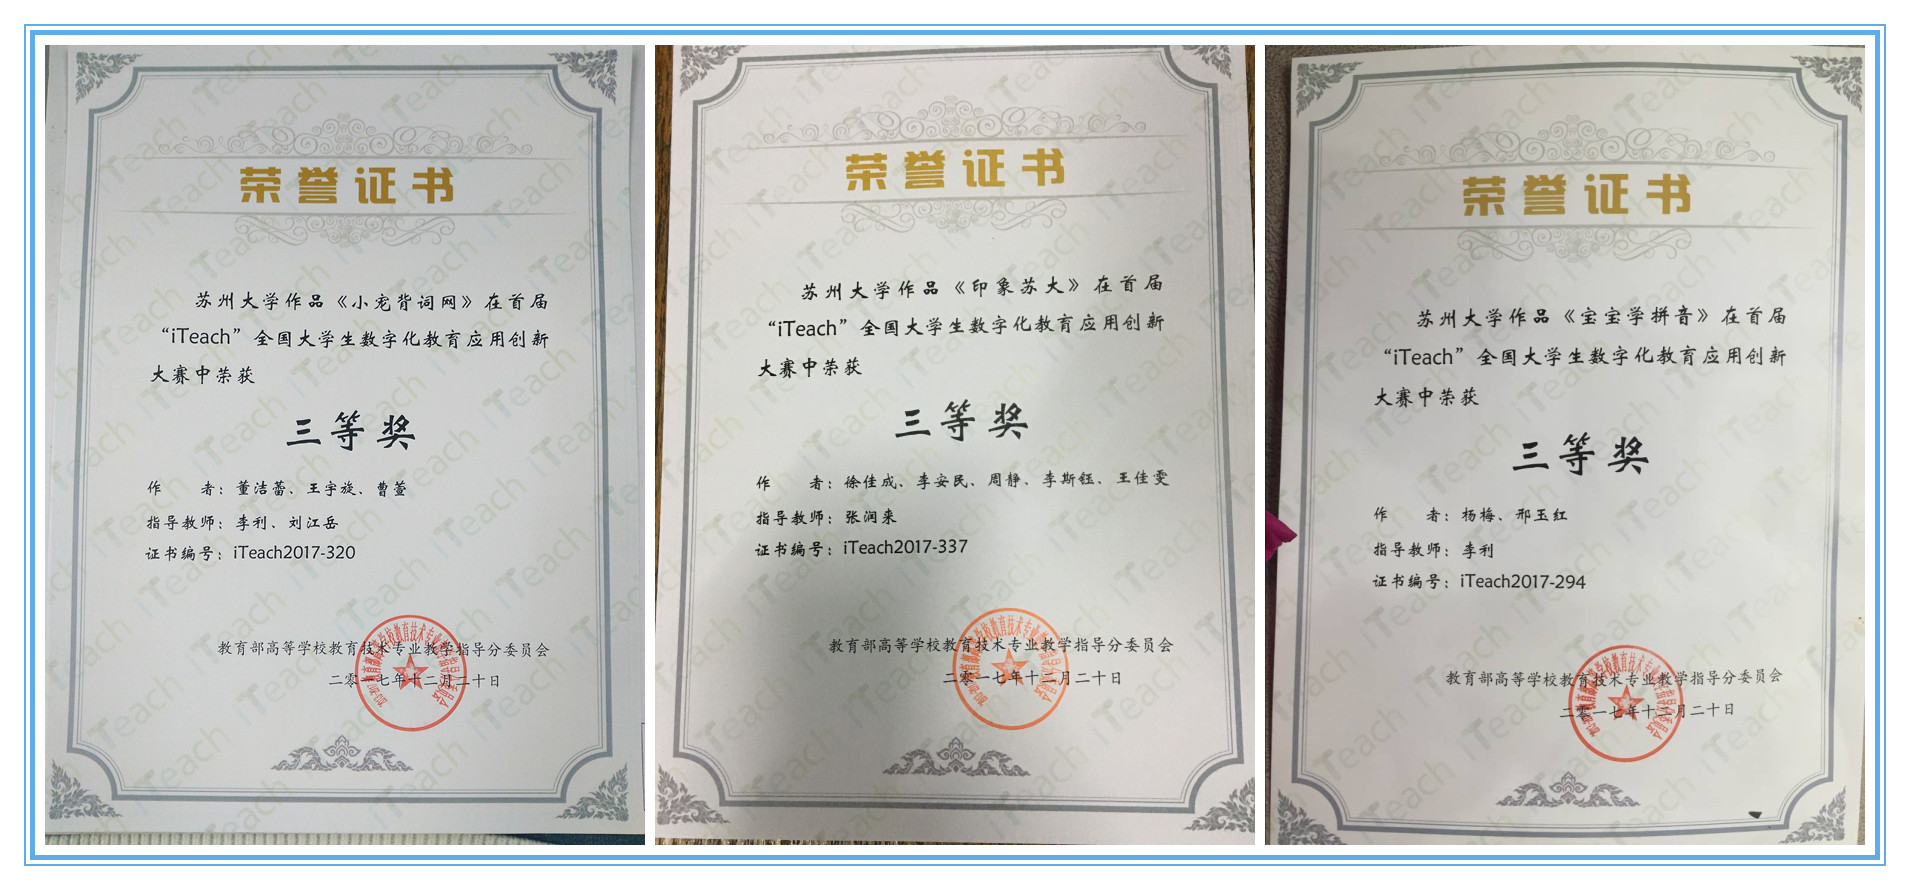 荣誉证书
苏州大学作品《小宠背词网》在首届
“iTeach”全国大学生数字化教育应用创新
大赛中荣获
三等奖
作 者：董洁蕾、王宇旋、曹萱
指导教师：李利、刘江岳
证书编号：iTeach2017-320
教育部高等学校教育技术专业教学指导分委员会
二零一七年十二月二十日
荣誉证书
苏州大学作品《印象苏大》在首届
“iTeach”全国大学生数字化教育应用创新
大赛中荣获
三等奖
作 者：徐佳成、李安民、周静、李斯钰、王佳雯
指导教师：张润来
证书编号：iTeach2017-337
教育部高等学校教育技术专业教学指导分委员会
二零一七年十二月二十日
荣誉证书
苏州大学作品《宝宝学拼音》在首届
“iTeach”全国大学生数字化教育应用创新
大赛中荣获
三等奖
作 者：杨梅、邢玉红
指导教师：李利
证书编号：iTeach2017-294
教育部高等学校教育技术专业教学指导分委员会
二零一七年十二月二十日